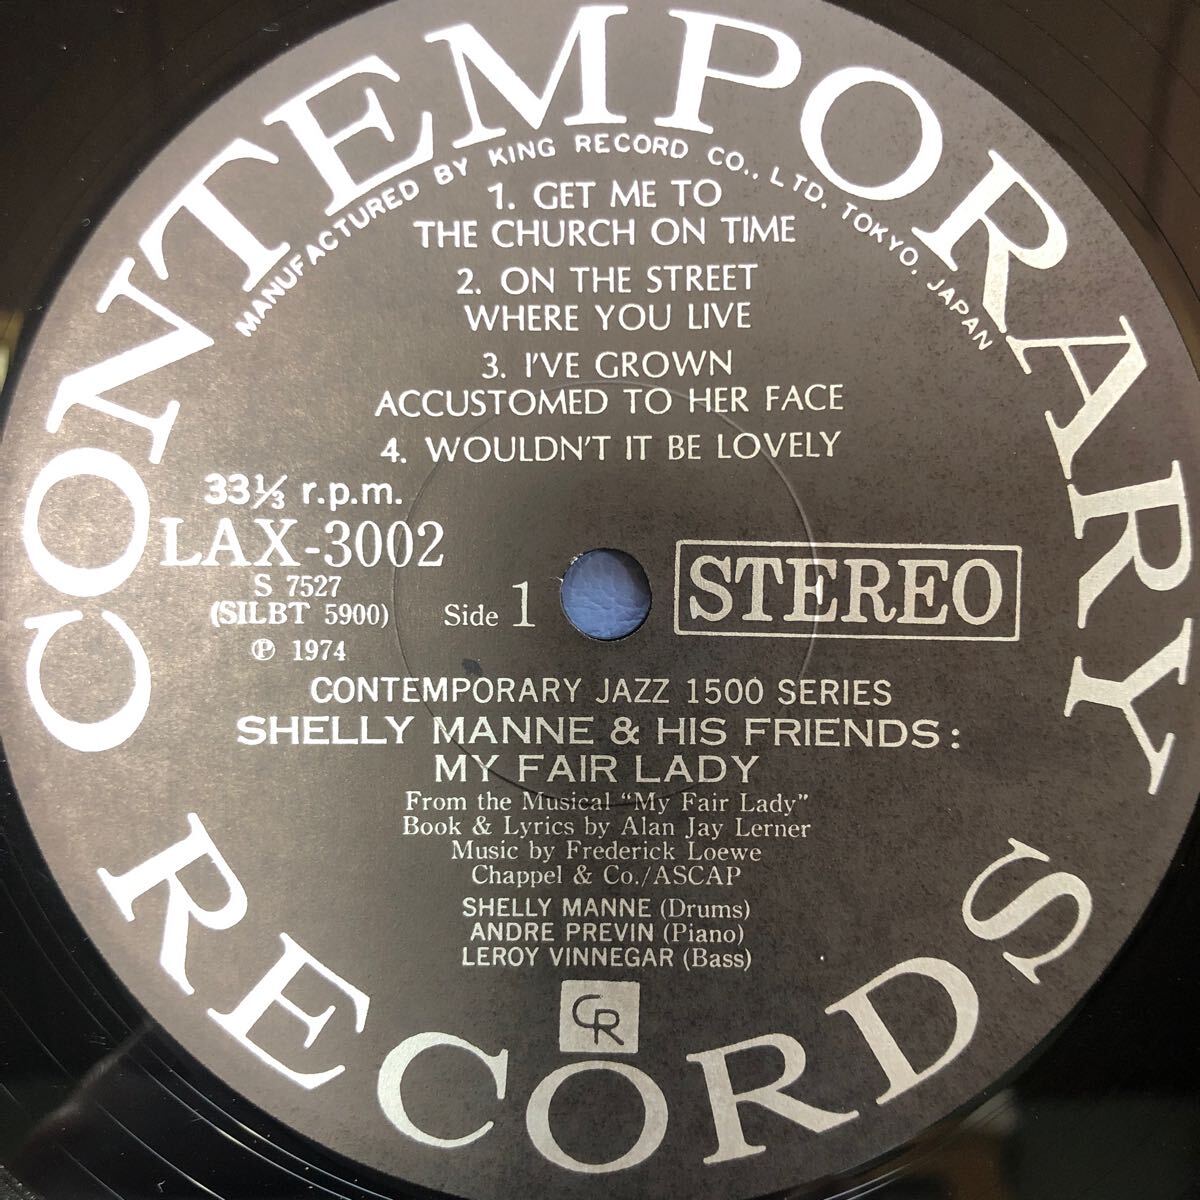 CONTEMPORARY
MANUFACTURED BY KING RECORD CO., LTD. TOKYO, JAPAN
1. GET ME TO
THE CHURCH ON TIME
2. ON THE STREET
WHERE YOU LIVE
3. I'VE GROWN
ACCUSTOMED TO HER FACE
4. WOULDN'T IT BE LOVELY
33⅓ r.p.m.
LAX-3002
S 7527
(SILBT 5900)
℗ 1974
Side 1
STEREO
CONTEMPORARY JAZZ 1500 SERIES
SHELLY MANNE & HIS FRIENDS:
MY FAIR LADY
From the Musical “My Fair Lady”
Book & Lyrics by Alan Jay Lerner
Music by Frederick Loewe
Chappel & Co./ASCAP
SHELLY MANNE (Drums)
ANDRE PREVIN (Piano)
LEROY VINNEGAR (Bass)
CR
RECORDS